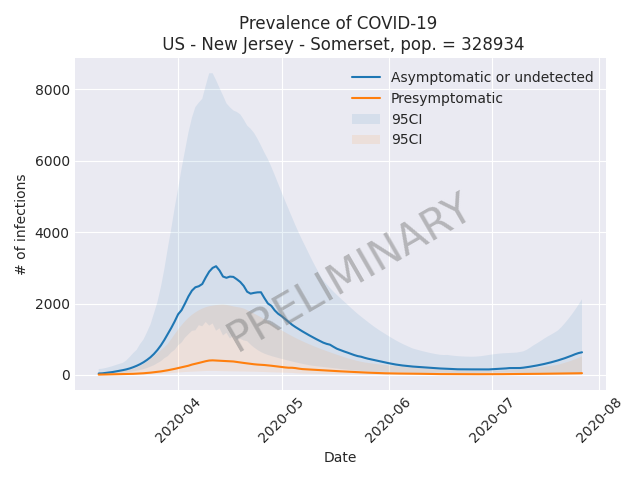 Prevalence of COVID-19
US - New Jersey - Somerset, pop. = 328934
Asymptomatic or undetected
Presymptomatic
95CI
95CI
8000
6000
4000
2000
0
# of infections
PRELIMINARY
2020-04
2020-05
2020-06
2020-07
2020-08
Date